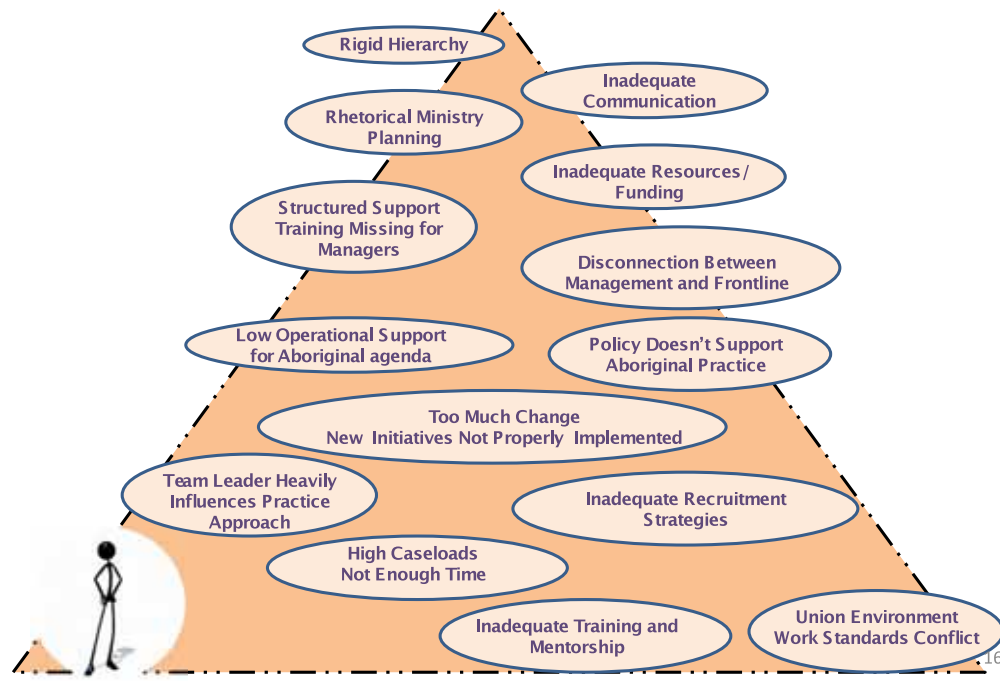 Rigid Hierarchy
Inadequate
Communication
Rhetorical Ministry
Planning
Inadequate Resources /
Funding
Structured Support
Training Missing for
Managers
Disconnection Between
Management and Frontline
Low Operational Support
for Aboriginal agenda
Policy Doesn't Support
Aboriginal Practice
Too Much Change
New Initiatives Not Properly Implemented
Team Leader Heavily
Influences Practice
Approach
Inadequate Recruitment
Strategies
High Caseloads
Not Enough Time
Inadequate Training and
Mentorship
Union Environment
Work Standards Conflict
16